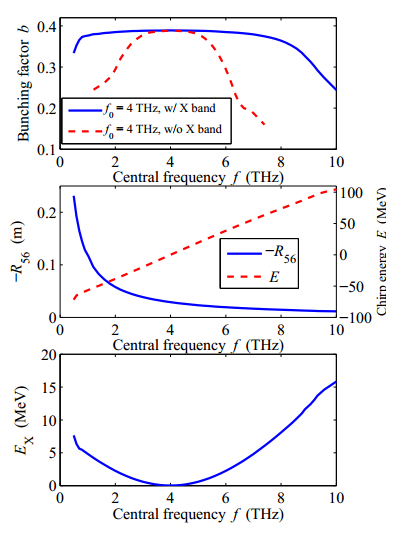 0.4
0.3
0.2
0.1
Bunching factor b
f0 = 4 THz, w/ X band
f0 = 4 THz, w/o X band
0 2 4 6 8 10
Central frequency f (THz)
0.2
0.1
0
−R56 (m)
100
50
0
−50
−100
Chirp energy E (MeV)
−R56
E
0 2 4 6 8 10
Central frequency f (THz)
20
15
10
5
0
EX (MeV)
0 2 4 6 8 10
Central frequency f (THz)